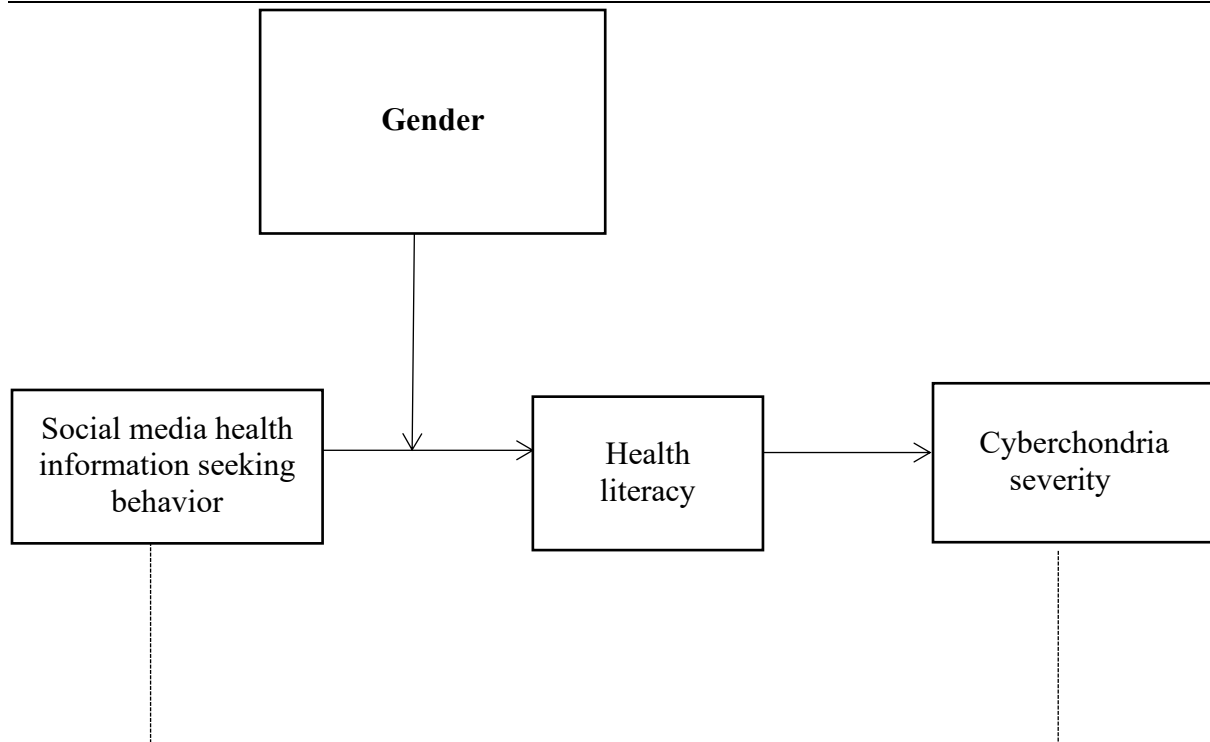 Gender
Social media health
information seeking
behavior
Health
literacy
Cyberchondria
severity